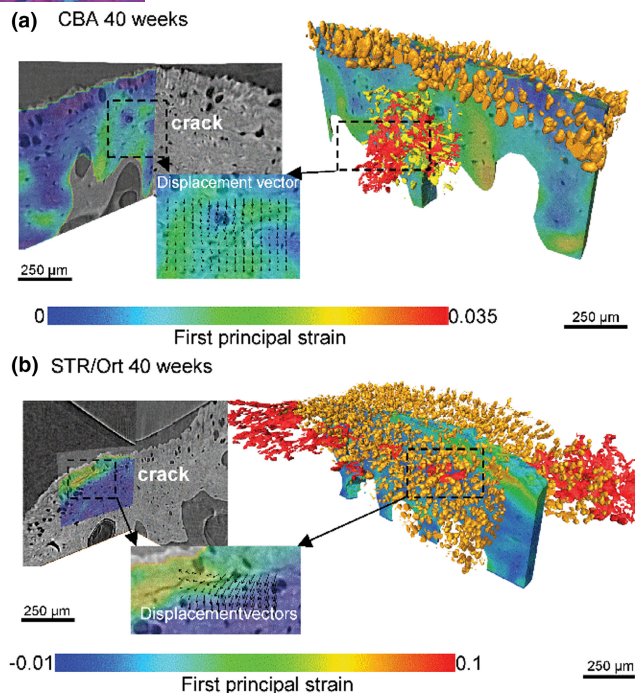 (a) CBA 40 weeks
crack
Displacement vector
250 μm
0
0.035
First principal strain
250 μm
(b) STR/Ort 40 weeks
crack
Displacementvectors
250 μm
-0.01
0.1
First principal strain
250 μm